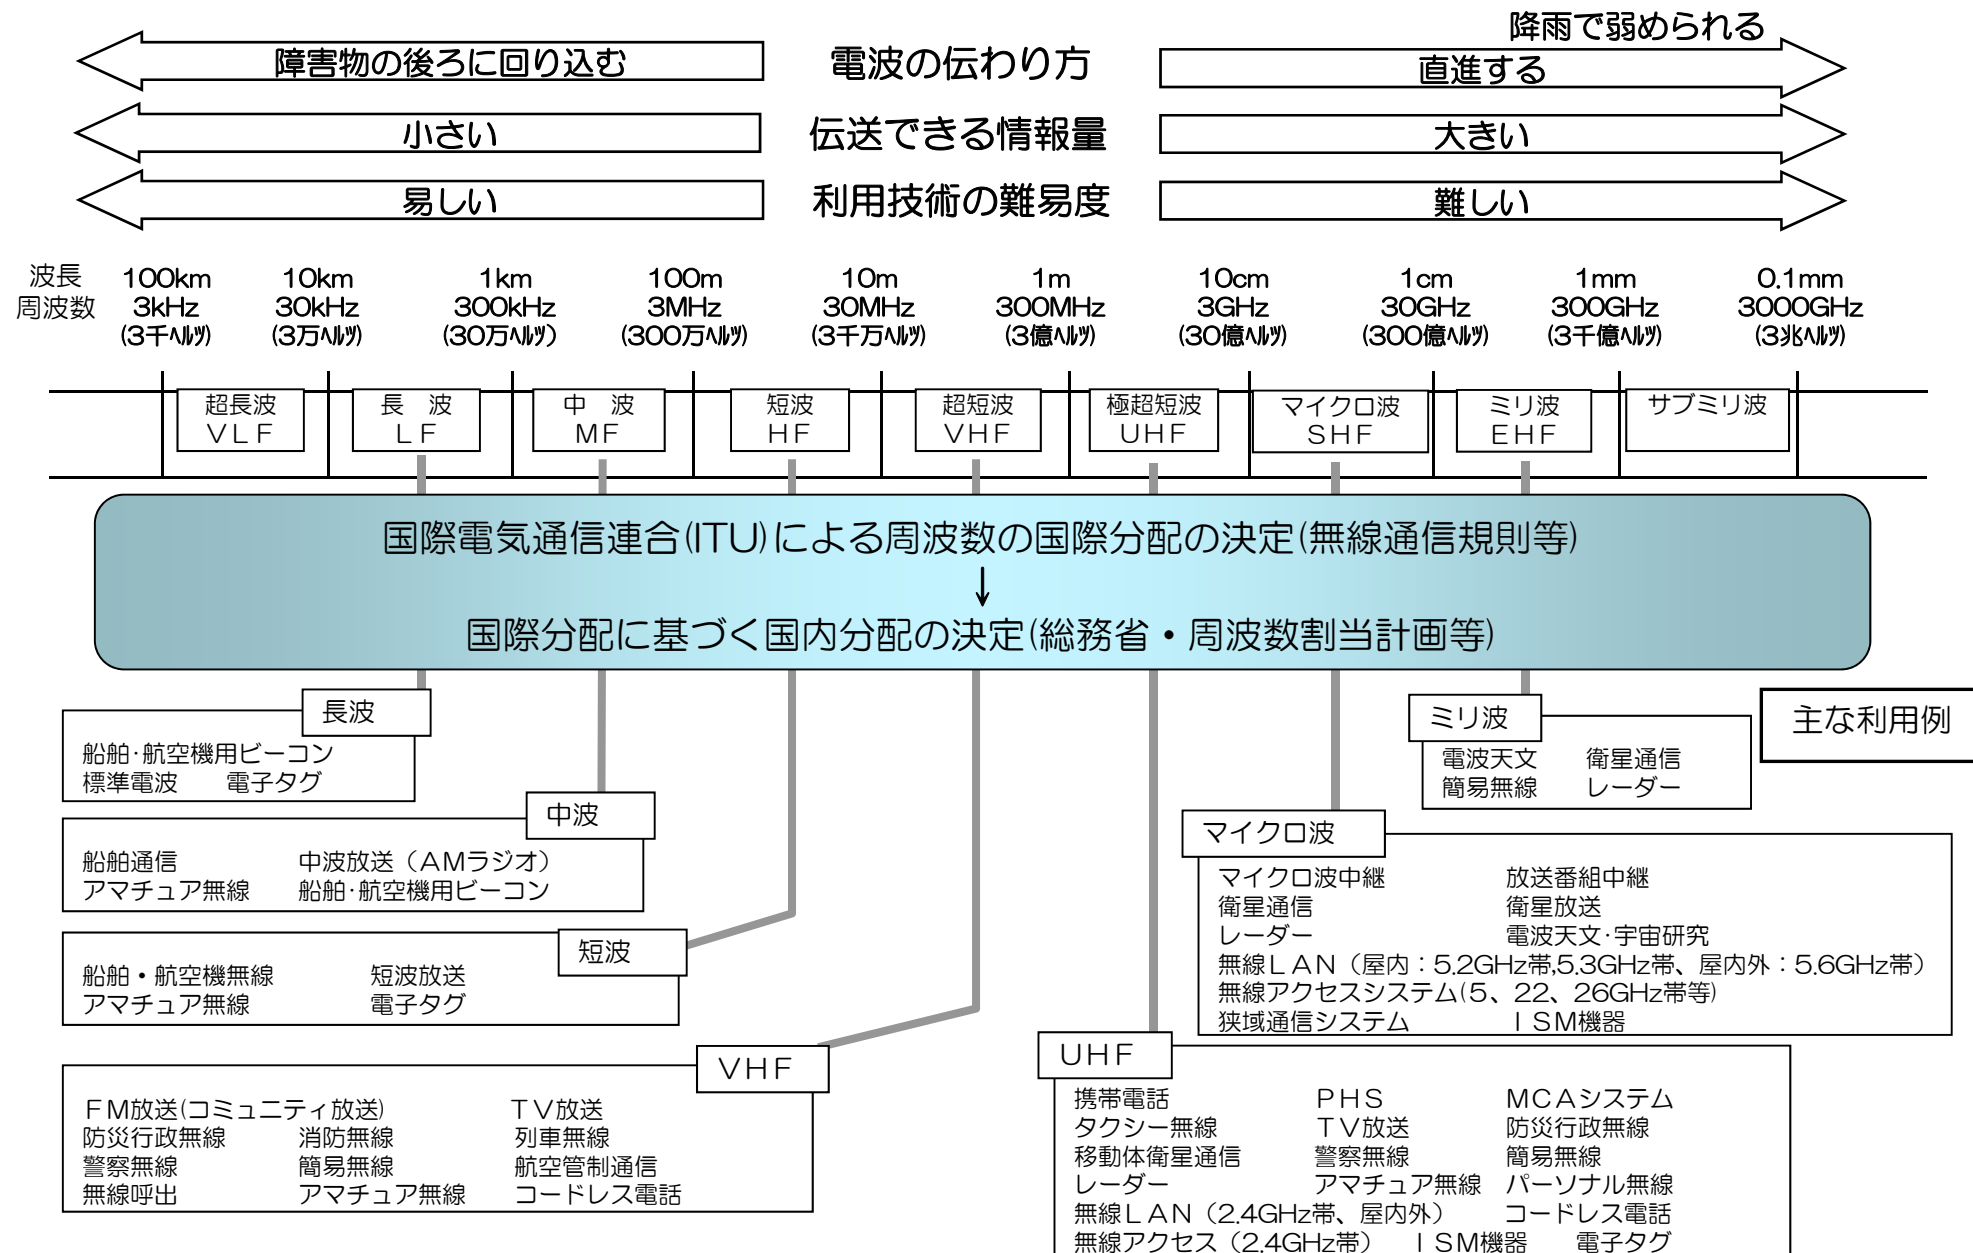 降雨で弱められる
障害物の後ろに回り込む 電波の伝わり方 直進する
小さい 伝送できる情報量 大きい
易しい 利用技術の難易度 難しい
波長 100km 10km 1km 100m 10m 1m 10cm 1cm 1mm 0.1mm
周波数 3kHz 30kHz 300kHz 3MHz 30MHz 300MHz 3GHz 30GHz 300GHz 3000GHz
(3千ﾍﾙﾂ) (3万ﾍﾙﾂ) (30万ﾍﾙﾂ) (300万ﾍﾙﾂ) (3千万ﾍﾙﾂ) (3億ﾍﾙﾂ) (30億ﾍﾙﾂ) (300億ﾍﾙﾂ) (3千億ﾍﾙﾂ) (3兆ﾍﾙﾂ)
超長波 長　波 中　波 短波 超短波 極超短波 マイクロ波 ミリ波 サブミリ波
ＶＬＦ ＬＦ ＭＦ ＨＦ ＶＨＦ ＵＨＦ ＳＨＦ ＥＨＦ
国際電気通信連合(ITU)による周波数の国際分配の決定(無線通信規則等)
↓
国際分配に基づく国内分配の決定(総務省・周波数割当計画等)
主な利用例
長波
船舶･航空機用ビーコン
標準電波　電子タグ
中波
船舶通信　中波放送（ＡＭラジオ）
アマチュア無線　船舶･航空機用ビーコン
短波
船舶・航空機無線　短波放送
アマチュア無線　電子タグ
ＶＨＦ
ＦＭ放送(コミュニティ放送)　ＴＶ放送
防災行政無線　消防無線　列車無線
警察無線　簡易無線　航空管制通信
無線呼出　アマチュア無線　コードレス電話
ミリ波
電波天文　衛星通信
簡易無線　レーダー
マイクロ波
マイクロ波中継　放送番組中継
衛星通信　衛星放送
レーダー　電波天文･宇宙研究
無線ＬＡＮ（屋内：5.2GHz帯,5.3GHz帯、屋内外：5.6GHz帯）
無線アクセスシステム(5、22、26GHz帯等)
狭域通信システム　ＩＳＭ機器
ＵＨＦ
携帯電話　ＰＨＳ　ＭＣＡシステム
タクシー無線　ＴＶ放送　防災行政無線
移動体衛星通信　警察無線　簡易無線
レーダー　アマチュア無線　パーソナル無線
無線ＬＡＮ（2.4GHz帯、屋内外）　コードレス電話
無線アクセス（2.4GHz帯）　ＩＳＭ機器　電子タグ